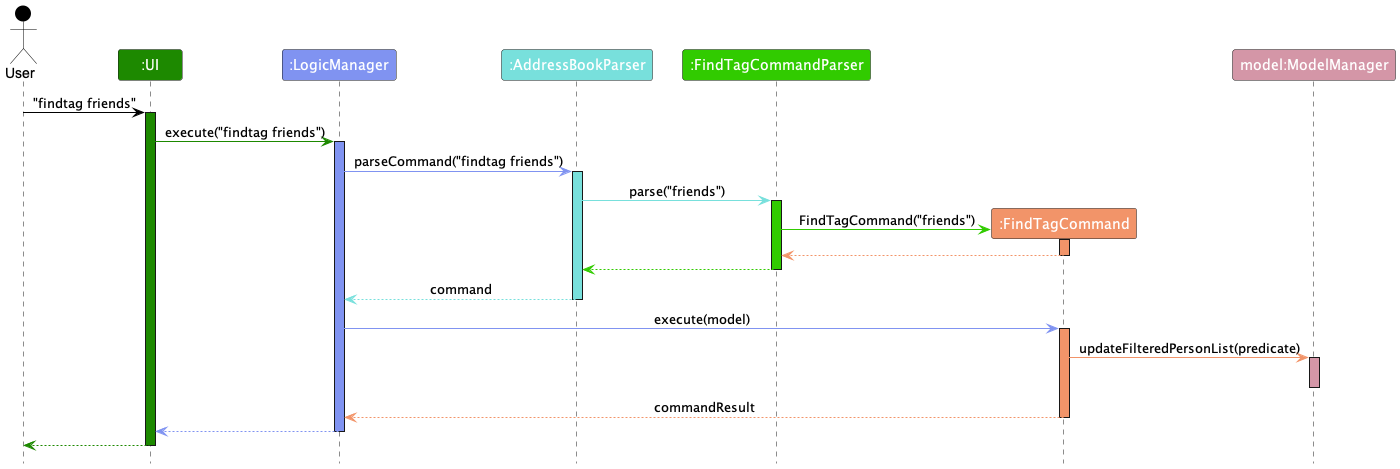 User
:UI
:LogicManager
:AddressBookParser
:FindTagCommandParser
model:ModelManager
"findtag friends"
execute("findtag friends")
parseCommand("findtag friends")
parse("friends")
FindTagCommand("friends")
:FindTagCommand
command
execute(model)
updateFilteredPersonList(predicate)
commandResult